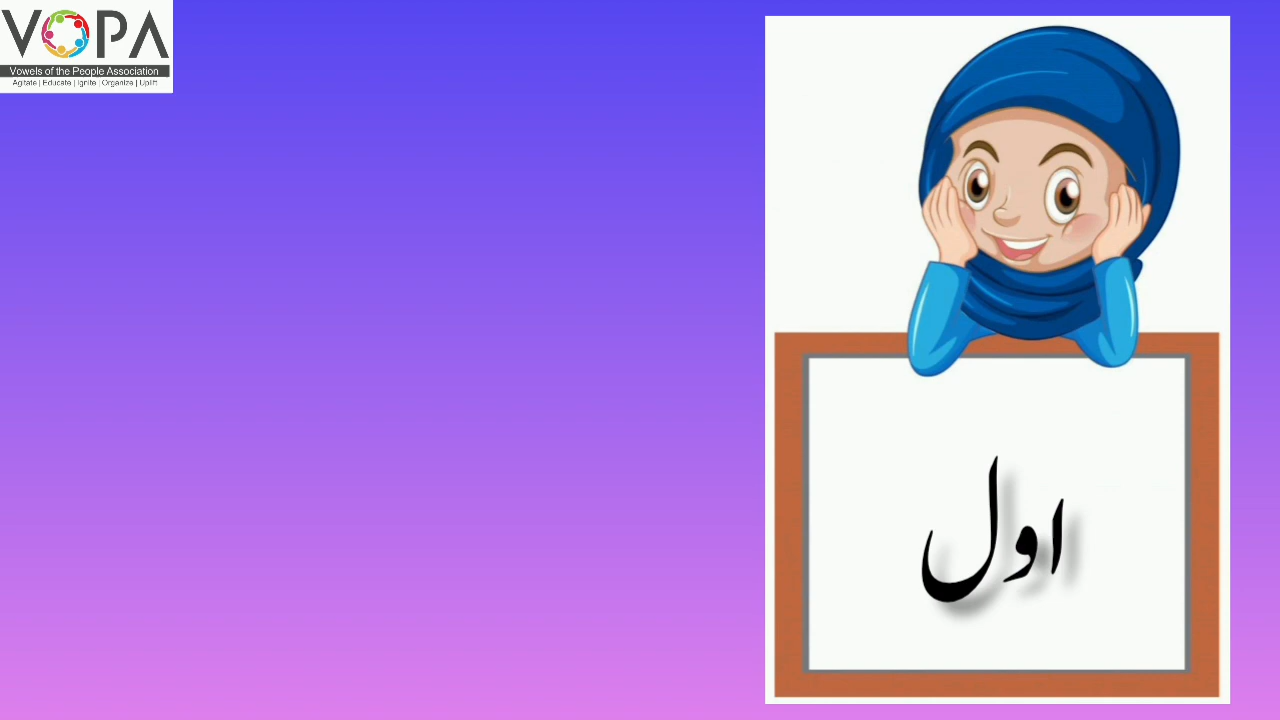 VOPA
Vowels of the People Association
Agitate | Educate | Ignite | Organize | Uplift
اول